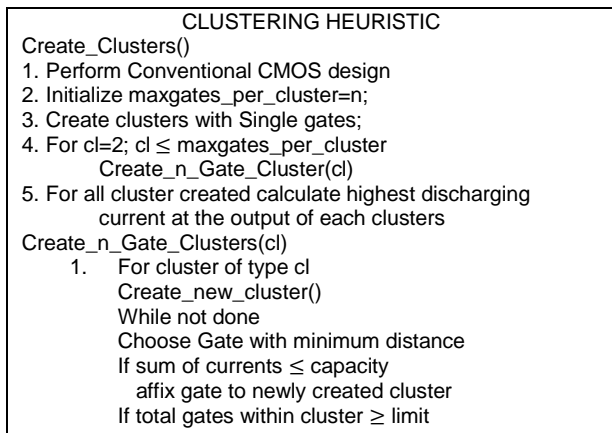 CLUSTERING HEURISTIC
Create_Clusters()
1. Perform Conventional CMOS design
2. Initialize maxgates_per_cluster=n;
3. Create clusters with Single gates;
4. For cl=2; cl ≤ maxgates_per_cluster
Create_n_Gate_Cluster(cl)
5. For all cluster created calculate highest discharging
current at the output of each clusters
Create_n_Gate_Clusters(cl)
1. For cluster of type cl
Create_new_cluster()
While not done
Choose Gate with minimum distance
If sum of currents ≤ capacity
affix gate to newly created cluster
If total gates within cluster ≥ limit